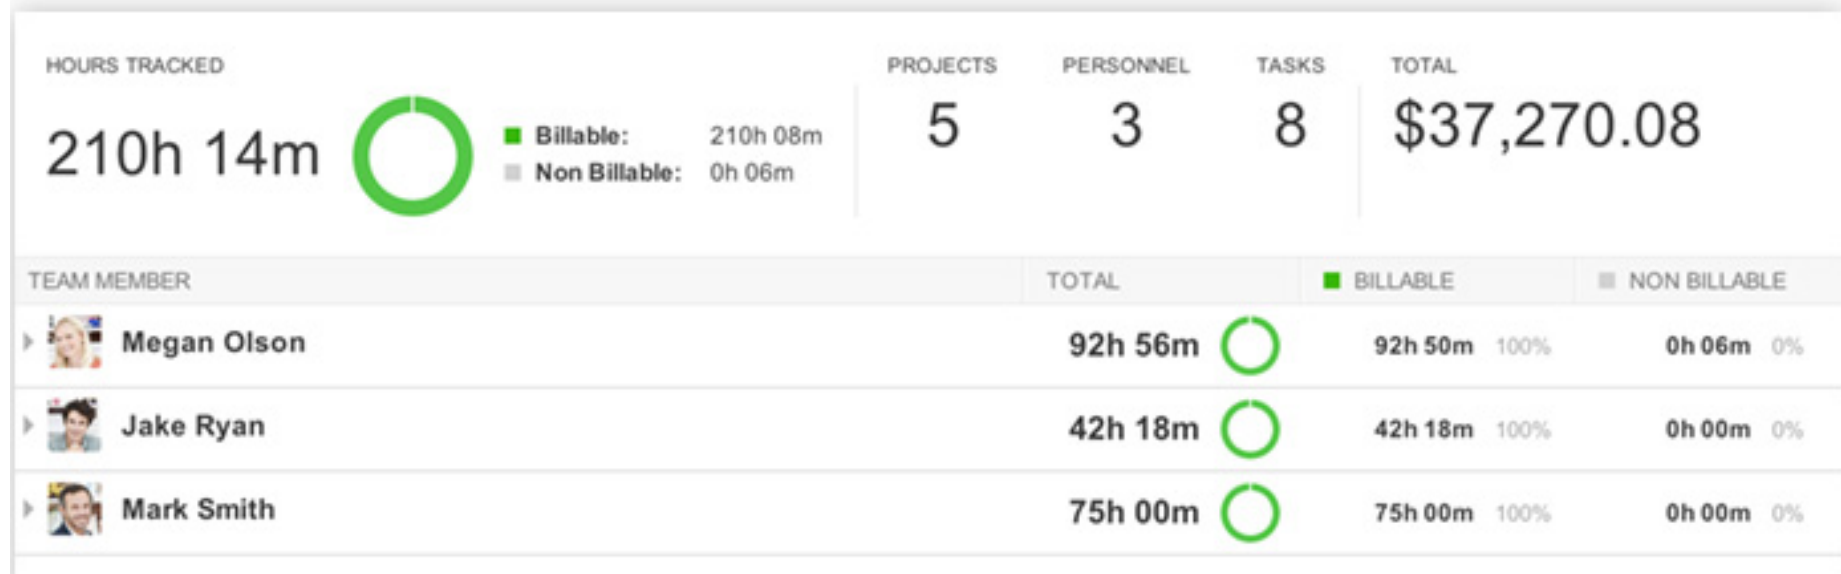 HOURS TRACKED
210h 14m
Billable: 210h 08m
Non Billable: 0h 06m
PROJECTS
5
PERSONNEL
3
TASKS
8
TOTAL
$37,270.08
TEAM MEMBER TOTAL BILLABLE NON BILLABLE
Megan Olson 92h 56m 92h 50m 100% 0h 06m 0%
Jake Ryan 42h 18m 42h 18m 100% 0h 00m 0%
Mark Smith 75h 00m 75h 00m 100% 0h 00m 0%